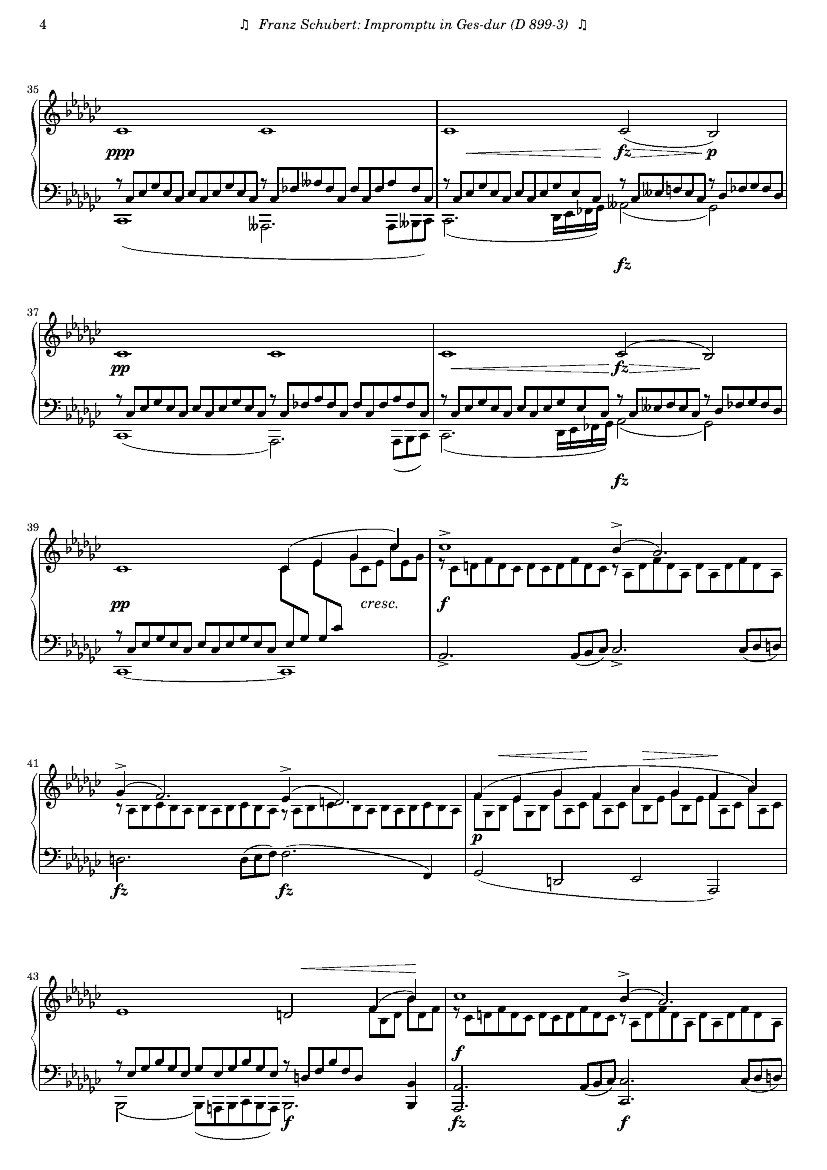 4
♫ Franz Schubert: Impromptu in Ges-dur (D 899-3) ♫
35
ppp
fz
p
fz
37
pp
fz
fz
39
pp
cresc.
f
41
p
fz
fz
43
f
f
fz
f